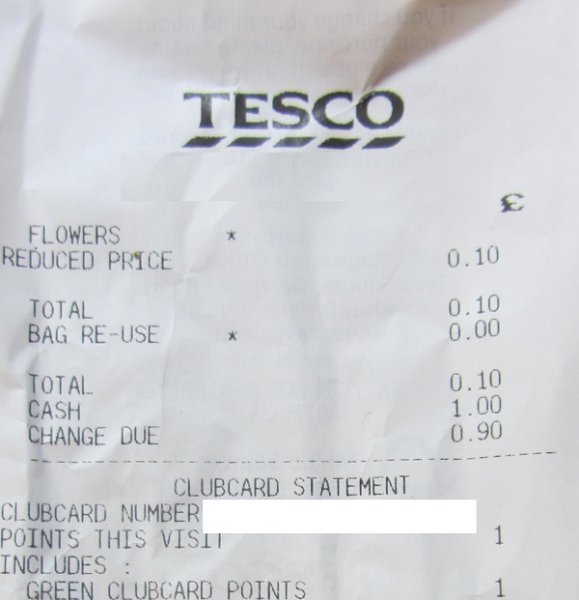 TESCO
£
FLOWERS *
REDUCED PRICE 0.10
TOTAL 0.10
BAG RE-USE * 0.00
TOTAL 0.10
CASH 1.00
CHANGE DUE 0.90
CLUBCARD STATEMENT
CLUBCARD NUMBER
POINTS THIS VISIT 1
INCLUDES :
GREEN CLUBCARD POINTS 1